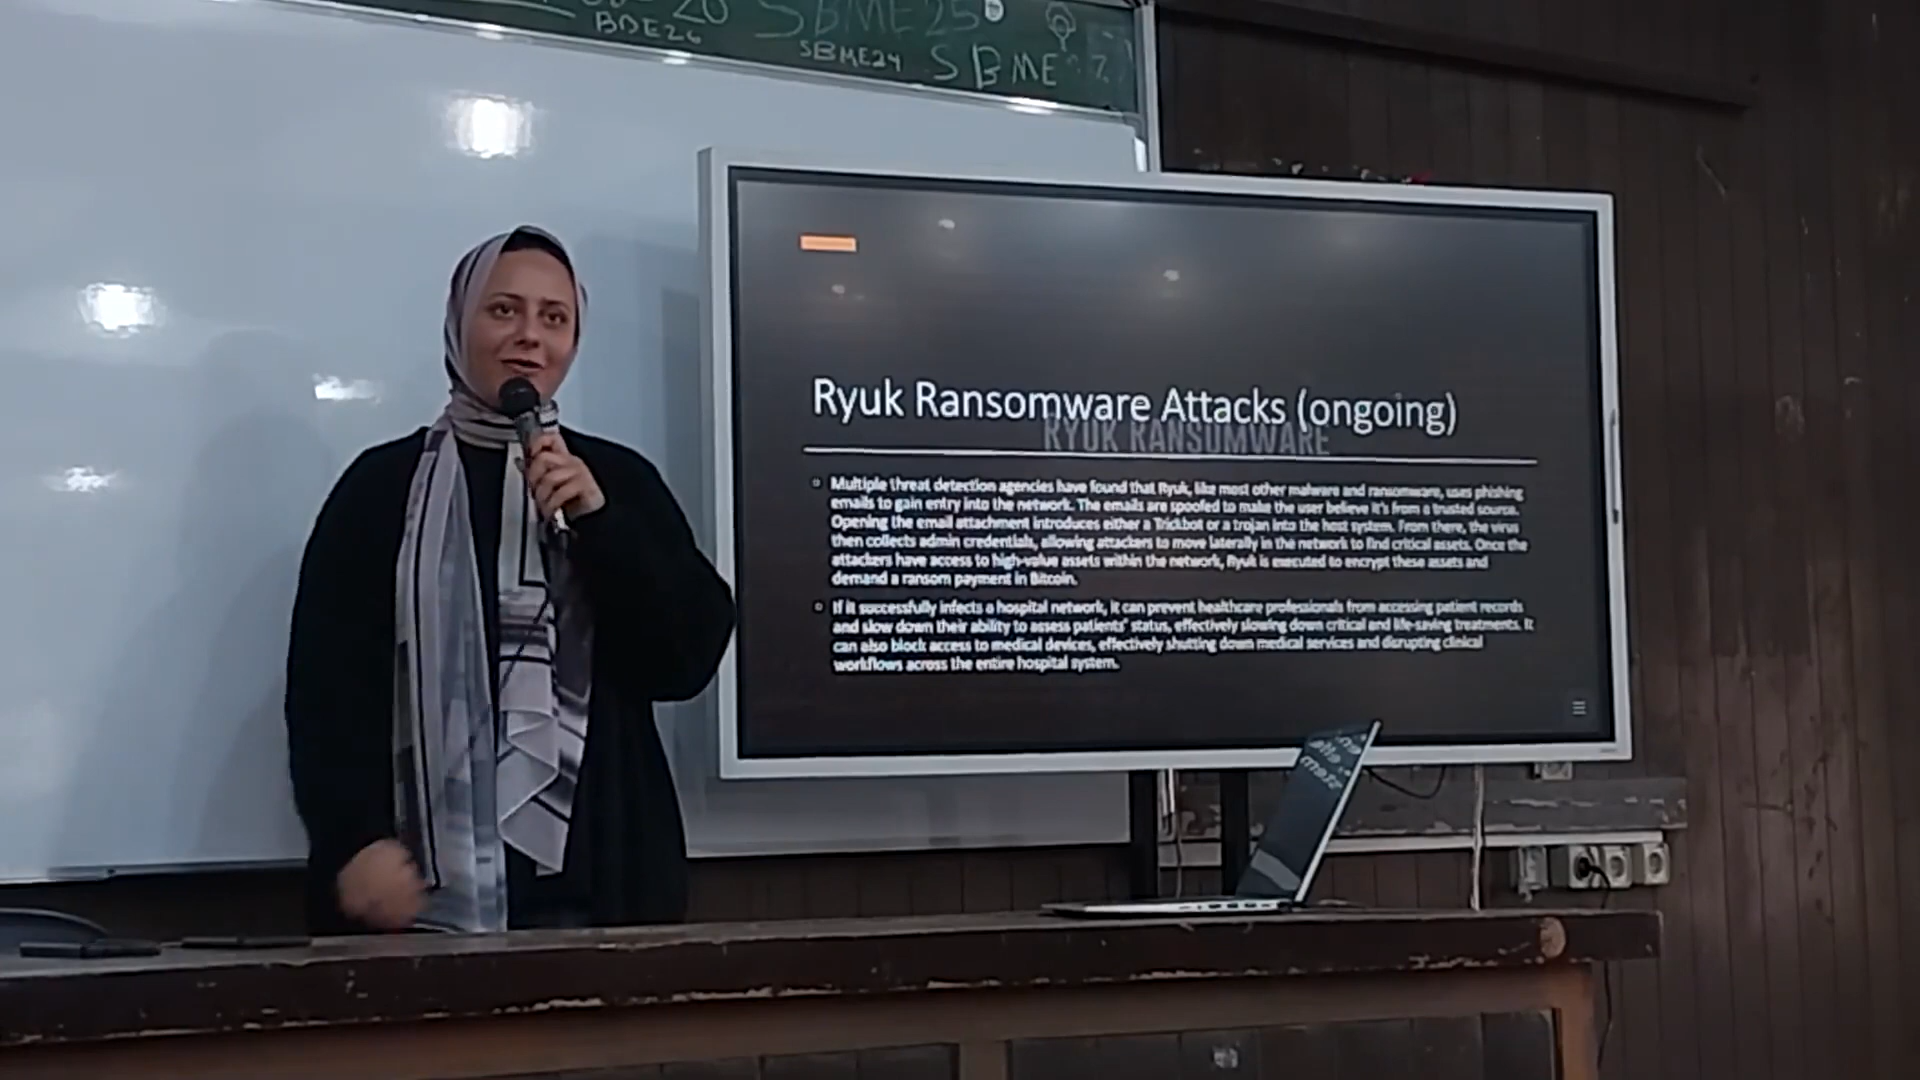 20
SBME25
BDE26
SBME24
SBME
Ryuk Ransomware Attacks (ongoing)
RYUK RANSOMWARE
Multiple threat detection agencies have found that Ryuk, like most other malware and ransomware, uses phishing
emails to gain entry into the network. The emails are spoofed to make the user believe it's from a trusted source.
Opening the email attachment introduces either a Trickbot or a trojan into the host system. From there, the virus
then collects admin credentials, allowing attackers to move laterally in the network to find critical assets. Once the
attackers have access to high-value assets within the network, Ryuk is executed to encrypt these assets and
demand a ransom payment in Bitcoin.
If it successfully infects a hospital network, it can prevent healthcare professionals from accessing patient records
and slow down their ability to assess patients' status, effectively slowing down critical and life-saving treatments. It
can also block access to medical devices, effectively shutting down medical services and disrupting clinical
workflows across the entire hospital system.